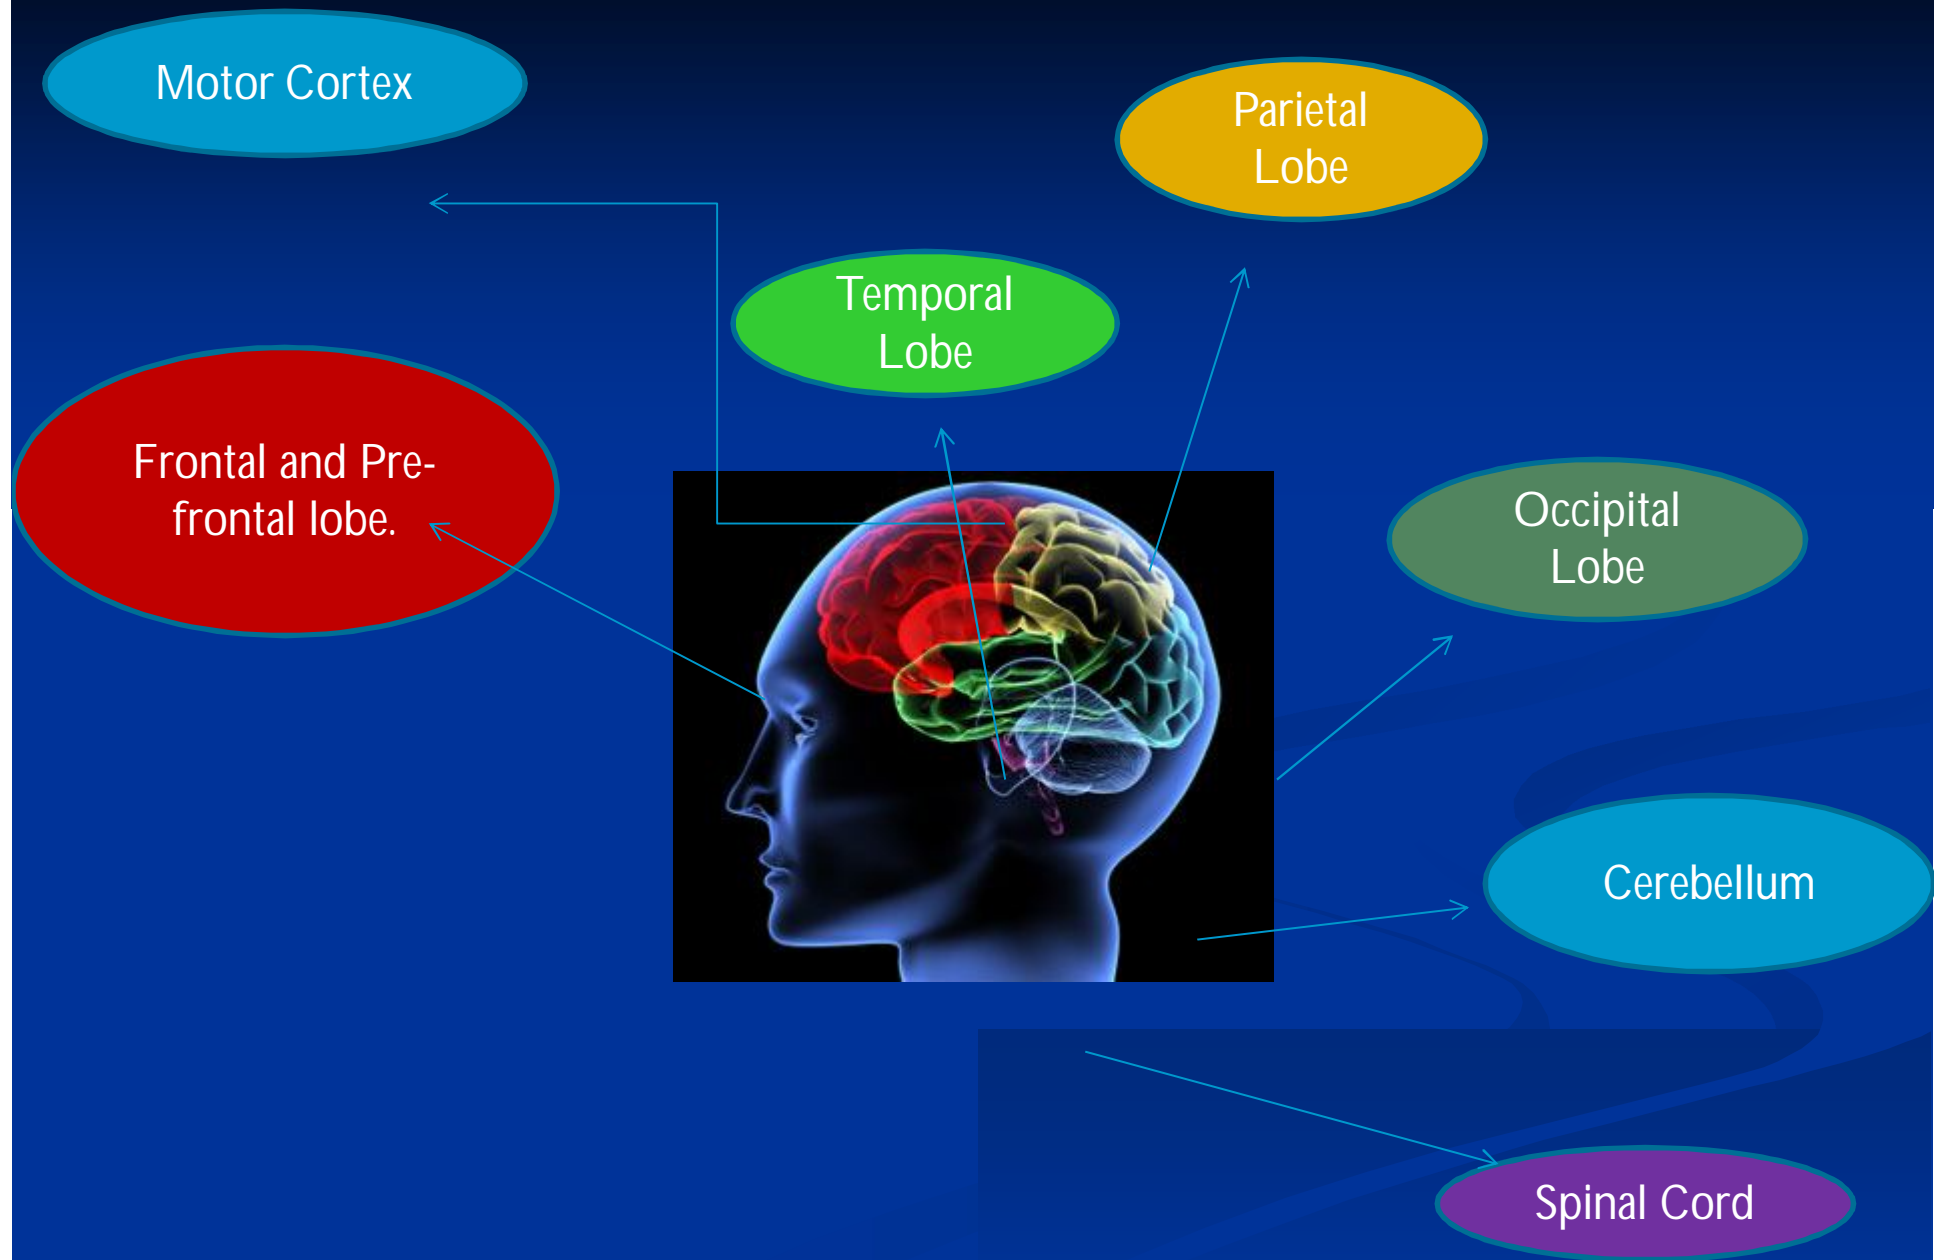 Motor Cortex
Parietal
Lobe
Temporal
Lobe
Frontal and Pre-
frontal lobe.
Occipital
Lobe
Cerebellum
Spinal Cord